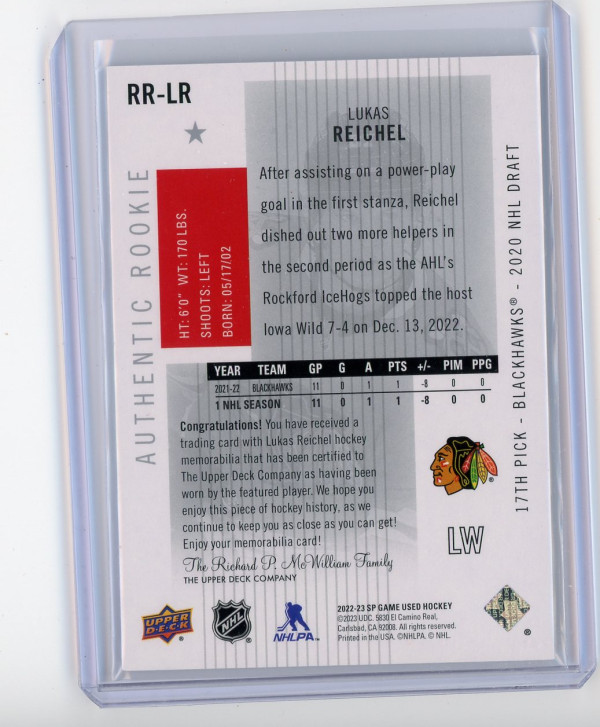 RR-LR
AUTHENTIC ROOKIE
HT: 6'0" WT: 170 LBS.
SHOOTS: LEFT
BORN: 05/17/02
LUKAS
REICHEL
After assisting on a power-play
goal in the first stanza, Reichel
dished out two more helpers in
the second period as the AHL's
Rockford IceHogs topped the host
Iowa Wild 7-4 on Dec. 13, 2022.
17TH PICK - BLACKHAWKS® - 2020 NHL DRAFT
YEAR TEAM GP G A PTS +/- PIM PPG
2021-22 BLACKHAWKS 11 0 1 1 -8 0 0
1 NHL SEASON 11 0 1 1 -8 0 0
Congratulations! You have received a
trading card with Lukas Reichel hockey
memorabilia that has been certified to
The Upper Deck Company as having been
worn by the featured player. We hope you
enjoy this piece of hockey history, as we
continue to keep you as close as you can get!
Enjoy your memorabilia card!
The Richard P. McWilliam Family
THE UPPER DECK COMPANY
LW
UPPER
DECK
NHL
NHLPA
2022-23 SP GAME USED HOCKEY
©2023 UDC. 5830 El Camino Real,
Carlsbad, CA 92008. All rights reserved.
Printed in the USA. ©NHLPA. © NHL.
®